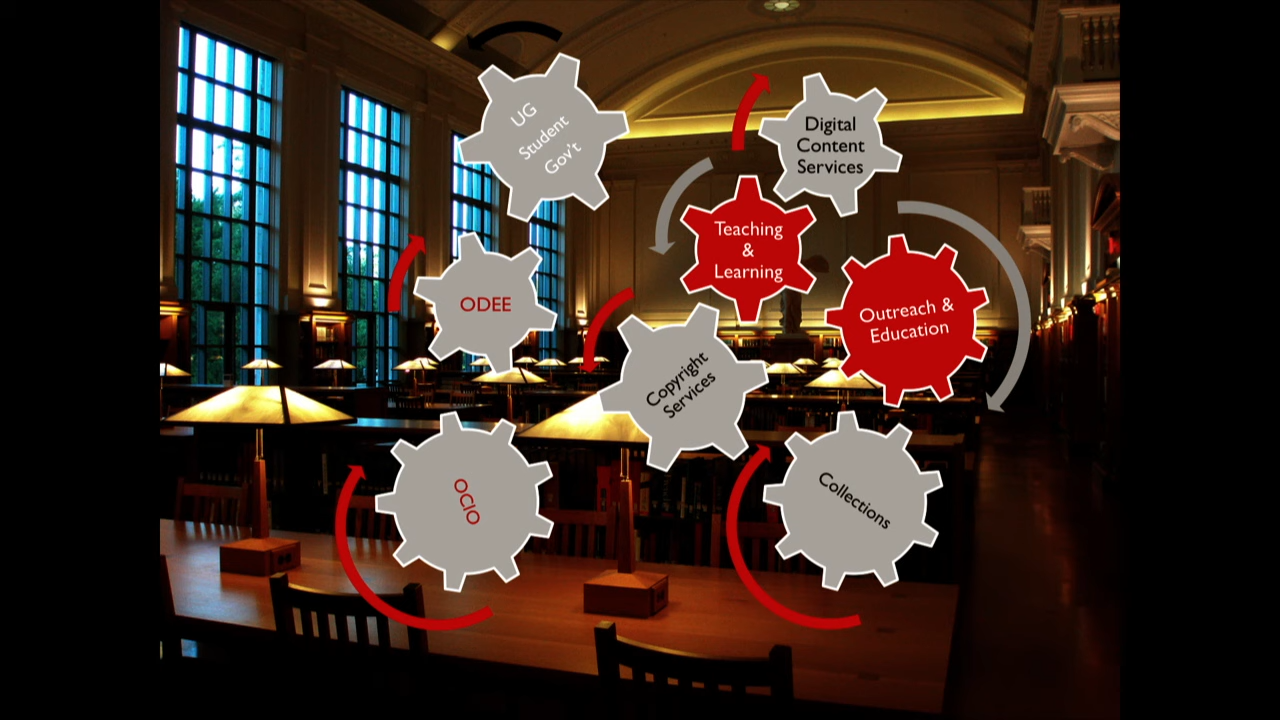 UG
Student
Gov't
Digital
Content
Services
Teaching
&
Learning
ODEE
Outreach &
Education
Copyright
Services
OCIO
Collections